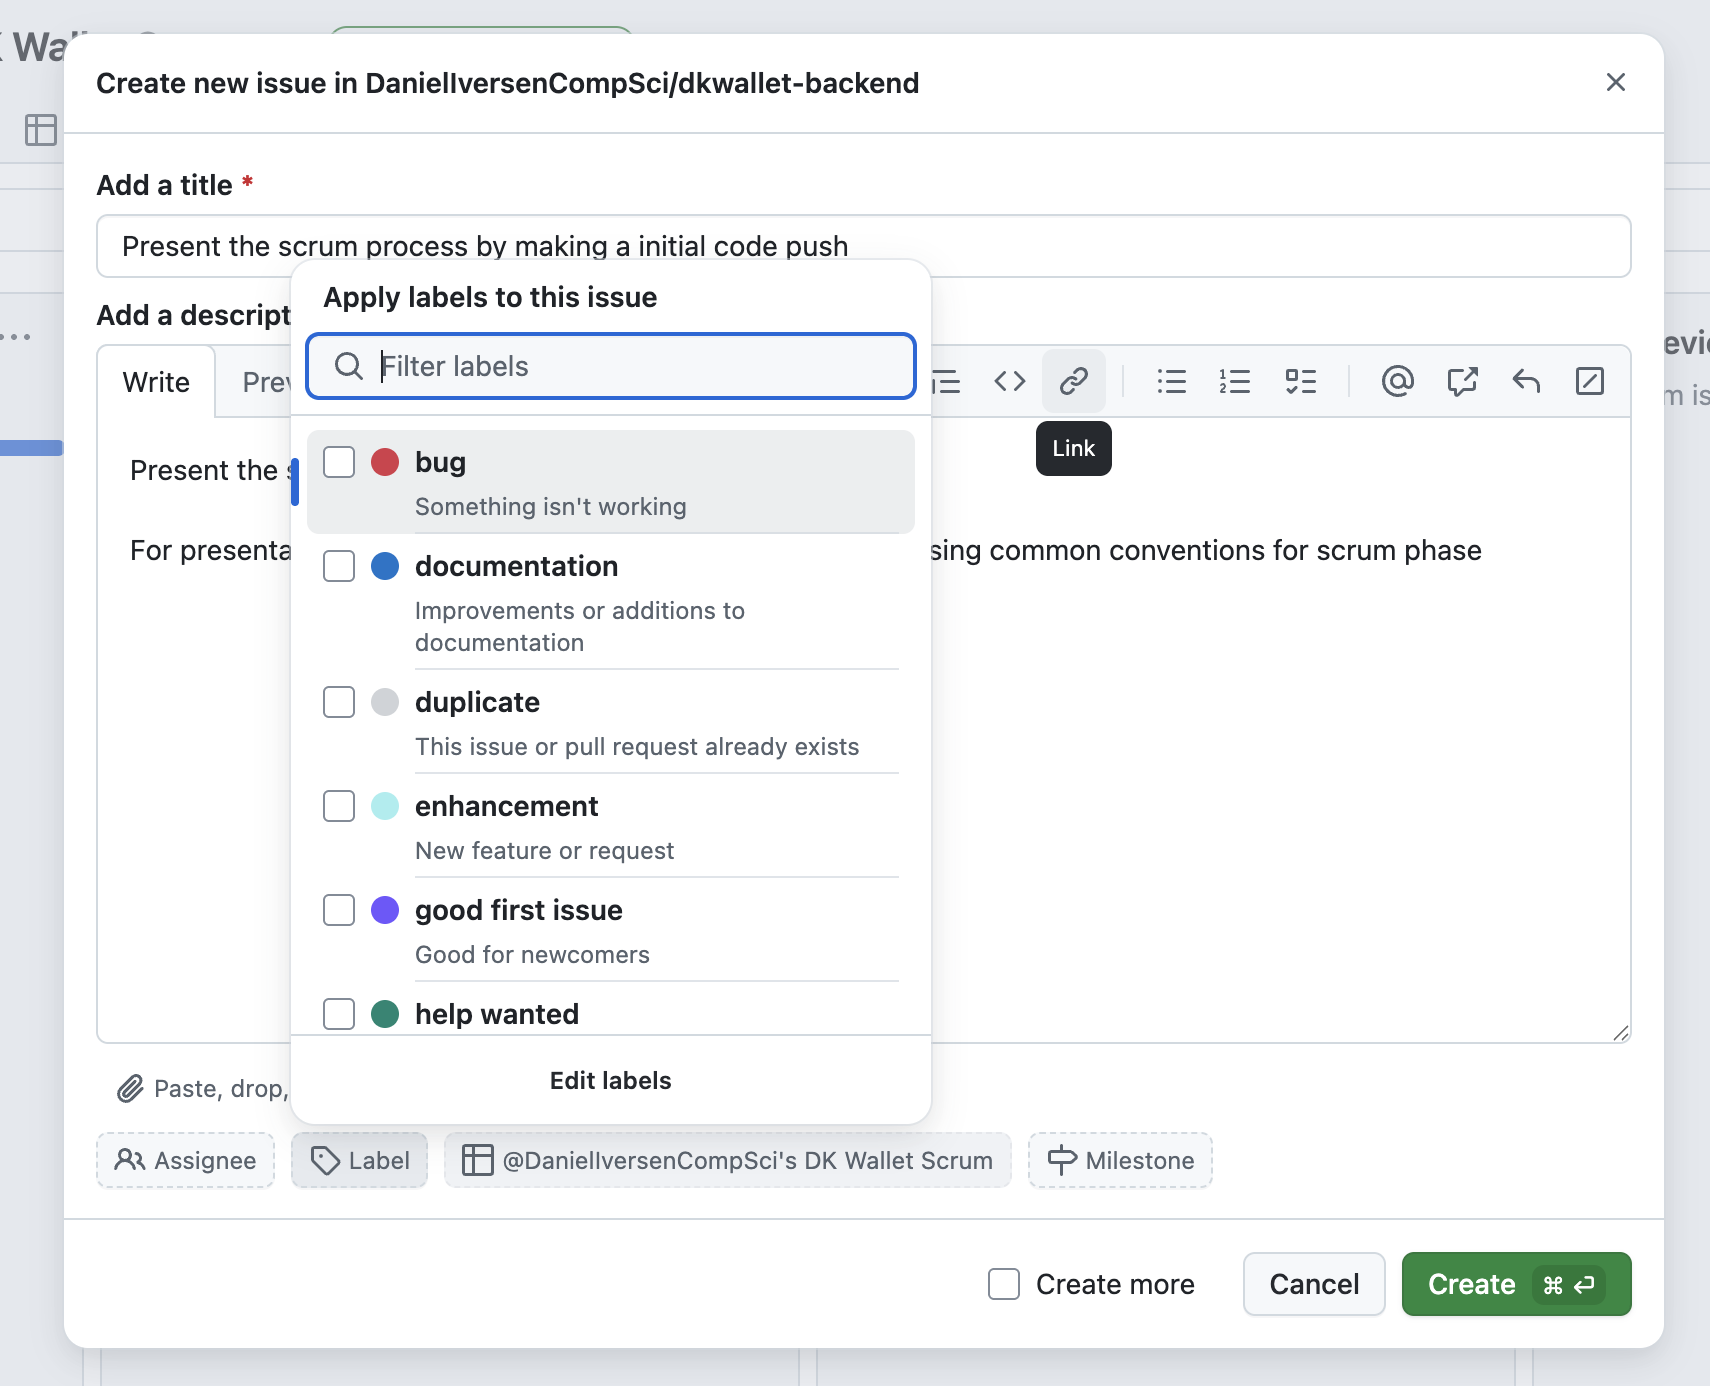 Create new issue in DanielIversenCompSci/dkwallet-backend
Add a title *
Present the scrum process by making a initial code push
Add a descript
Apply labels to this issue
Filter labels
Write
Link
Present the
bug
Something isn't working
For presenta
sing common conventions for scrum phase
documentation
Improvements or additions to
documentation
duplicate
This issue or pull request already exists
enhancement
New feature or request
good first issue
Good for newcomers
help wanted
Edit labels
Paste, drop,
Assignee
Label
@DanielIversenCompSci's DK Wallet Scrum
Milestone
Create more
Cancel
Create ⌘ ⏎